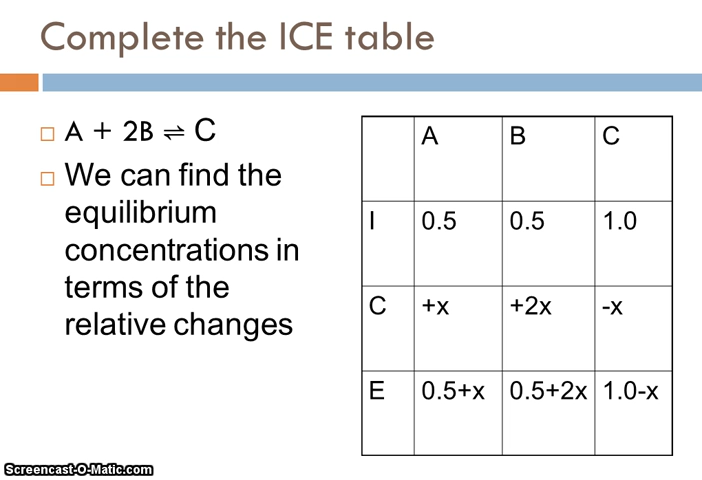 Complete the ICE table
A + 2B ⇌ C
We can find the
equilibrium
concentrations in
terms of the
relative changes
A B C
I 0.5 0.5 1.0
C +x +2x -x
E 0.5+x 0.5+2x 1.0-x
Screencast-O-Matic.com